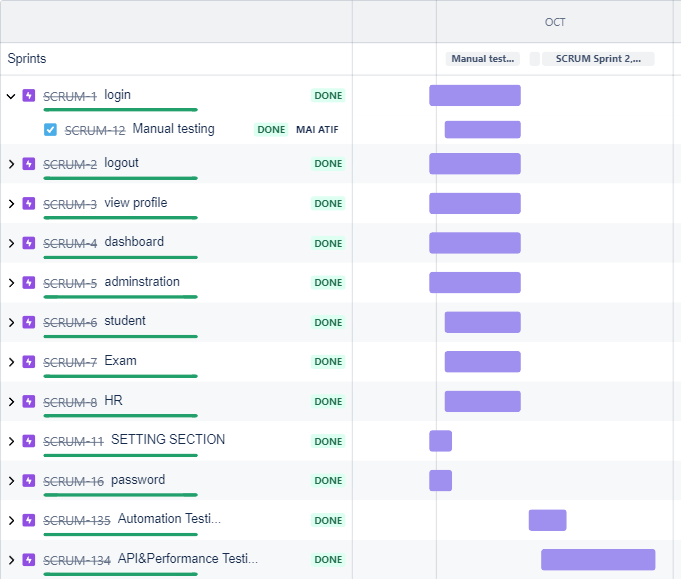 OCT
Sprints Manual test... SCRUM Sprint 2,...
SCRUM-1 login DONE
SCRUM-12 Manual testing DONE MAI ATIF
SCRUM-2 logout DONE
SCRUM-3 view profile DONE
SCRUM-4 dashboard DONE
SCRUM-5 adminstration DONE
SCRUM-6 student DONE
SCRUM-7 Exam DONE
SCRUM-8 HR DONE
SCRUM-11 SETTING SECTION DONE
SCRUM-16 password DONE
SCRUM-135 Automation Testi... DONE
SCRUM-134 API&Performance Testi... DONE